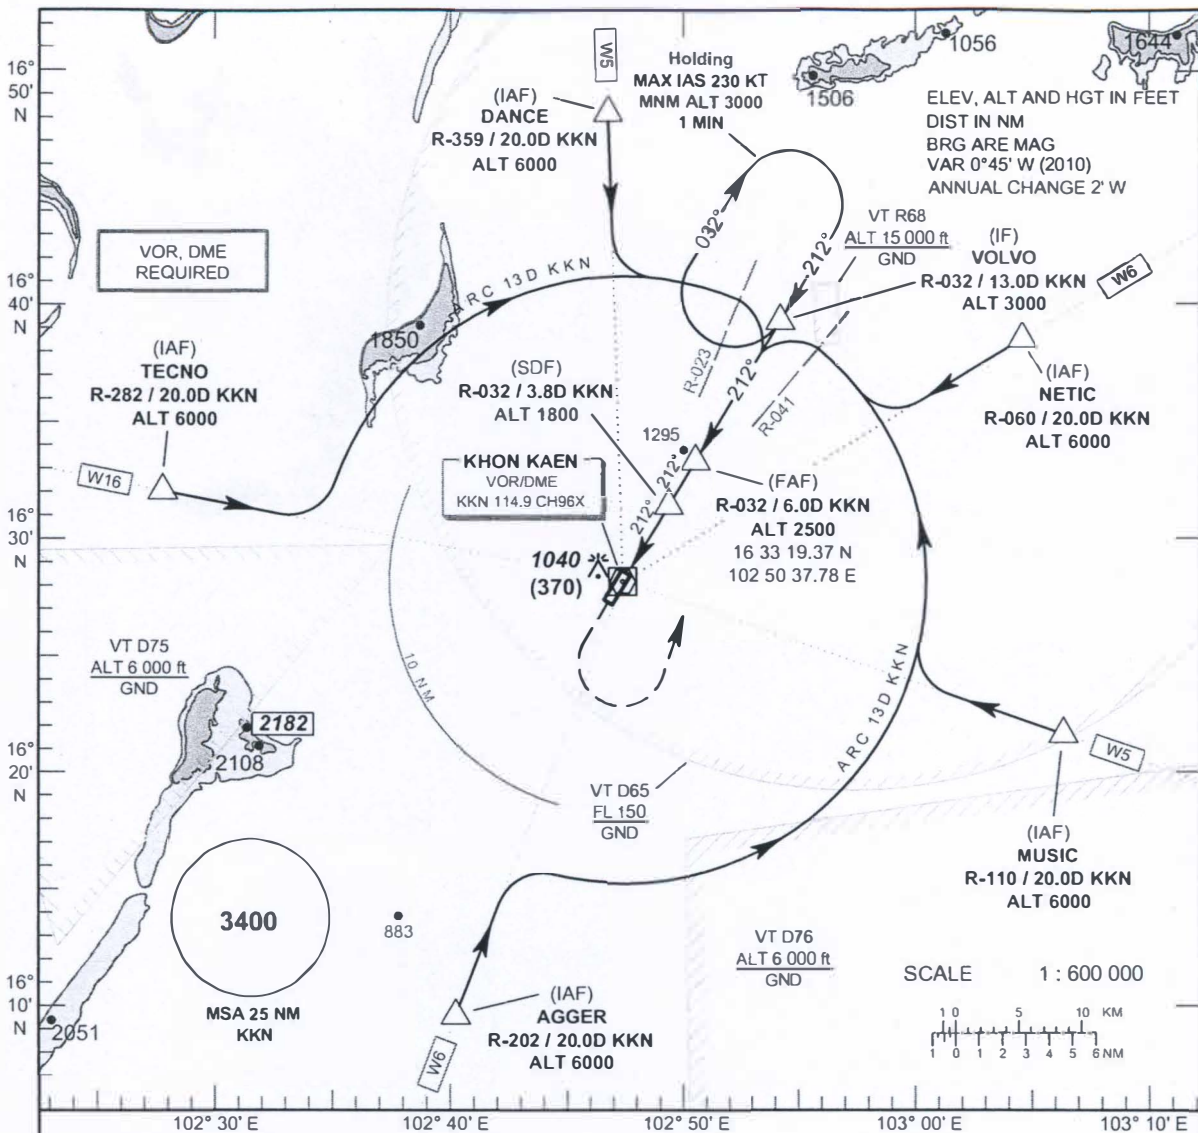 W5
1056
1644
1506
16°
50'
N
Holding
MAX IAS 230 KT
MNM ALT 3000
1 MIN
ELEV, ALT AND HGT IN FEET
DIST IN NM
BRG ARE MAG
VAR 0°45' W (2010)
ANNUAL CHANGE 2' W
(IAF)
DANCE
R-359 / 20.0D KKN
ALT 6000
032°
212°
VT R68
ALT 15 000 ft
GND
(IF)
VOLVO
R-032 / 13.0D KKN
ALT 3000
W6
VOR, DME
REQUIRED
ARC 13D KKN
16°
40'
N
1850
(IAF)
TECNO
R-282 / 20.0D KKN
ALT 6000
(SDF)
R-032 / 3.8D KKN
ALT 1800
R-023
212°
R-041
(IAF)
NETIC
R-060 / 20.0D KKN
ALT 6000
1295
W16
KHON KAEN
VOR/DME
KKN 114.9 CH96X
212°
212°
(FAF)
R-032 / 6.0D KKN
ALT 2500
16 33 19.37 N
102 50 37.78 E
16°
30'
N
1040
(370)
VT D75
ALT 6 000 ft
GND
10 NM
ARC 13D KKN
2182
2108
16°
20'
N
W5
VT D65
FL 150
GND
(IAF)
MUSIC
R-110 / 20.0D KKN
ALT 6000
3400
883
MSA 25 NM
KKN
VT D76
ALT 6 000 ft
GND
SCALE 1 : 600 000
16°
10'
N
2051
(IAF)
AGGER
R-202 / 20.0D KKN
ALT 6000
W6
1 0 5 10 KM
1 0 1 2 3 4 5 6 NM
102° 30' E 102° 40' E 102° 50' E 103° 00' E 103° 10' E